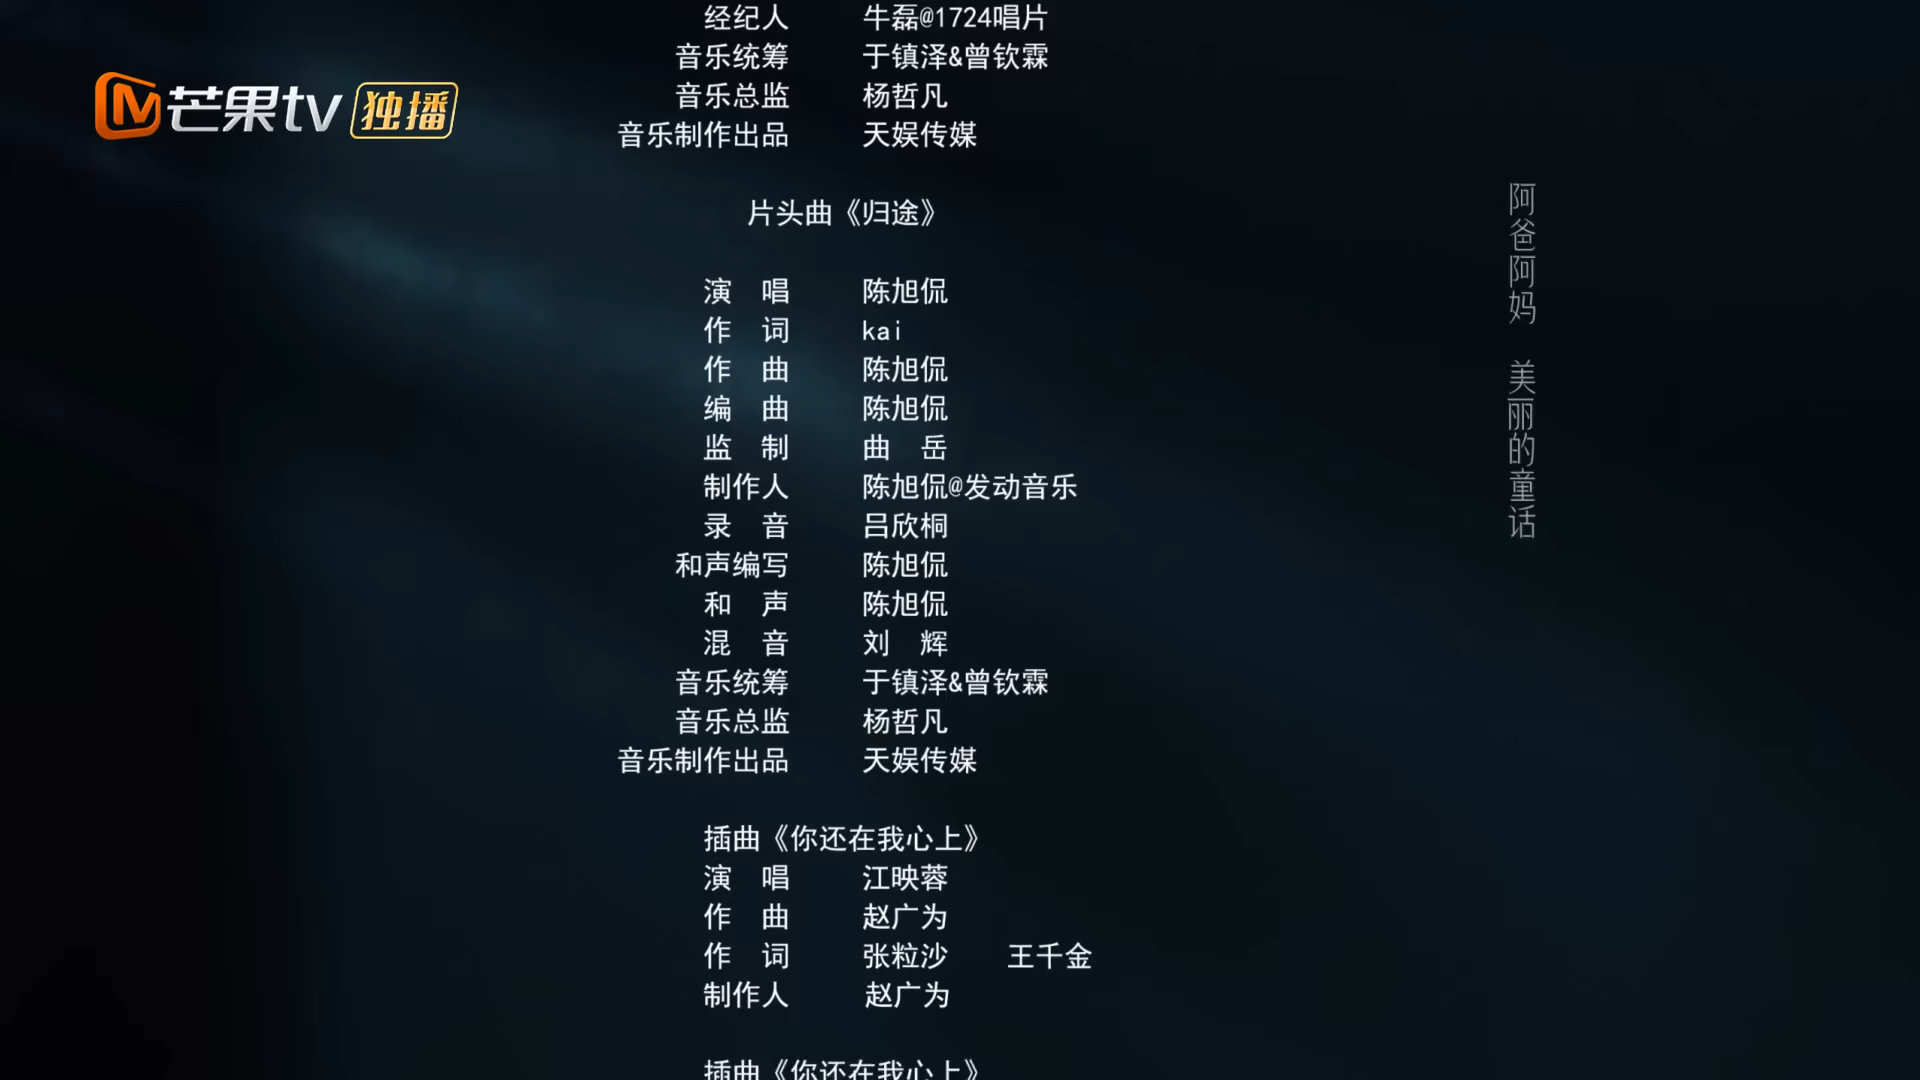 经纪人 牛磊@1724唱片
音乐统筹 于镇泽&曾钦霖
音乐总监 杨哲凡
音乐制作出品 天娱传媒
芒果tv 独播
片头曲《归途》
演 唱 陈旭侃
作 词 kai
作 曲 陈旭侃
编 曲 陈旭侃
监 制 曲 岳
制作人 陈旭侃@发动音乐
录 音 吕欣桐
和声编写 陈旭侃
和 声 陈旭侃
混 音 刘 辉
音乐统筹 于镇泽&曾钦霖
音乐总监 杨哲凡
音乐制作出品 天娱传媒
插曲《你还在我心上》
演 唱 江映蓉
作 曲 赵广为
作 词 张粒沙 王千金
制作人 赵广为
插曲《你还在我心上》
阿爸阿妈 美丽的童话